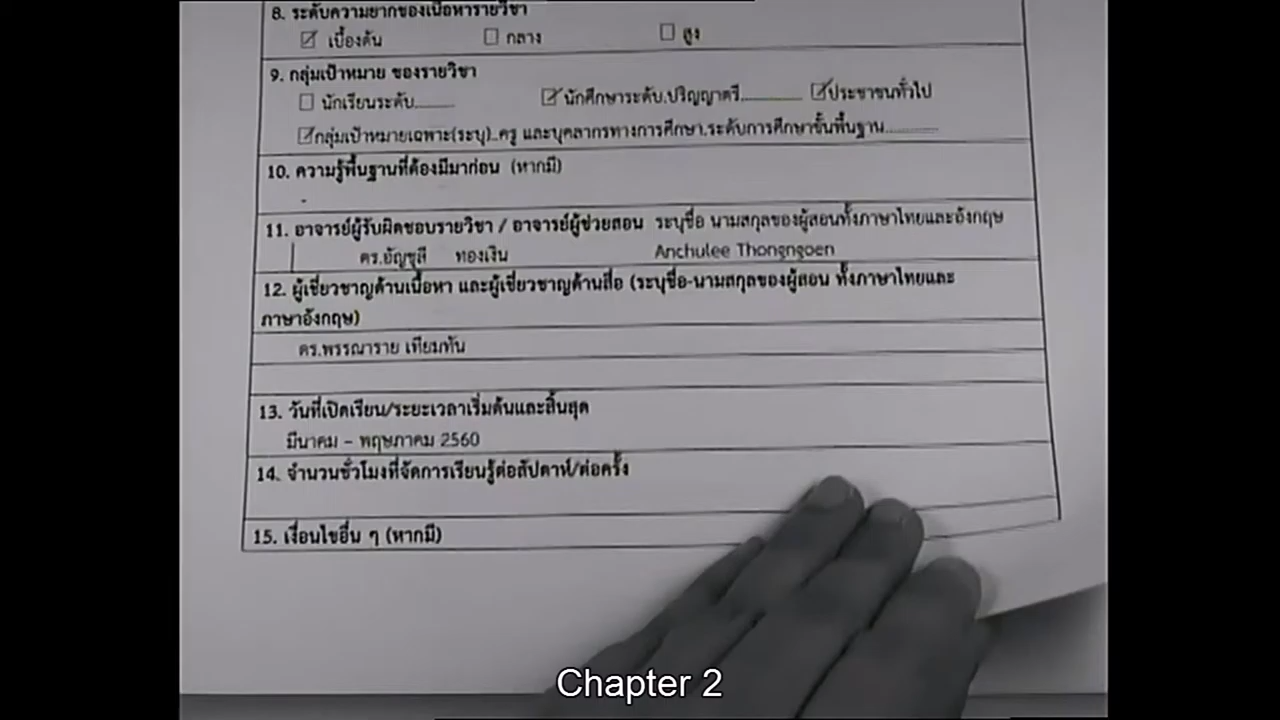 8. ระดับความยากของเนื้อหารายวิชา
☑ เบื้องต้น ☐ กลาง ☐ สูง
9. กลุ่มเป้าหมาย ของรายวิชา
☐ นักเรียนระดับ......... ☑นักศึกษาระดับ.ปริญญาตรี............... ☑ประชาชนทั่วไป
☑กลุ่มเป้าหมายเฉพาะ(ระบุ)..ครู และบุคลากรทางการศึกษา.ระดับการศึกษาขั้นพื้นฐาน.............
10. ความรู้พื้นฐานที่ต้องมีมาก่อน (หากมี)
-
11. อาจารย์ผู้รับผิดชอบรายวิชา / อาจารย์ผู้ช่วยสอน ระบุชื่อ นามสกุลของผู้สอนทั้งภาษาไทยและอังกฤษ
ดร.อัญชุลี ทองเงิน Anchulee Thongngoen
12. ผู้เชี่ยวชาญด้านเนื้อหา และผู้เชี่ยวชาญด้านสื่อ (ระบุชื่อ-นามสกุลของผู้สอน ทั้งภาษาไทยและ
ภาษาอังกฤษ)
ดร.พรรณาราย เทียมทัน
13. วันที่เปิดเรียน/ระยะเวลาเริ่มต้นและสิ้นสุด
มีนาคม – พฤษภาคม 2560
14. จำนวนชั่วโมงที่จัดการเรียนรู้ต่อสัปดาห์/ต่อครั้ง
15. เงื่อนไขอื่น ๆ (หากมี)
Chapter 2